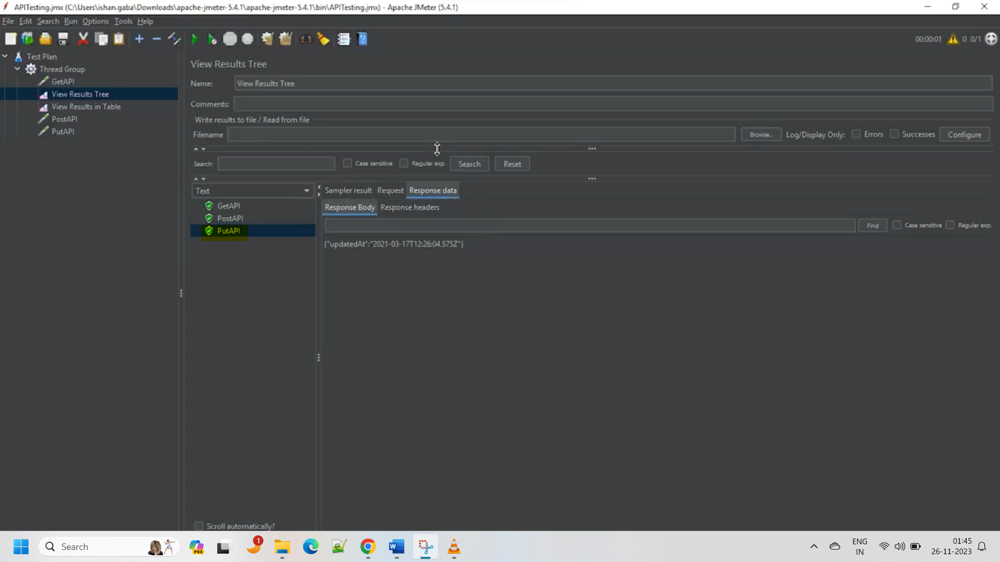 APITesting.jmx (C:\Users\ishan.gaba\Downloads\apache-jmeter-5.4.1\apache-jmeter-5.4.1\bin\APITesting.jmx) - Apache JMeter (5.4.1)
File Edit Search Run Options Tools Help
00:00:01 0 0/1
Test Plan
Thread Group
GetAPI
View Results Tree
View Results in Table
PostAPI
PutAPI
View Results Tree
Name: View Results Tree
Comments:
Write results to file / Read from file
Filename Browse... Log/Display Only: Errors Successes Configure
Search: Case sensitive Regular exp. Search Reset
Text
GetAPI
PostAPI
PutAPI
Sampler result Request Response data
Response Body Response headers
Find Case sensitive Regular exp.
{"updatedAt":"2021-03-17T12:26:04.575Z"}
Scroll automatically?
Search
PRE
1
W
ENG
IN
01:45
26-11-2023